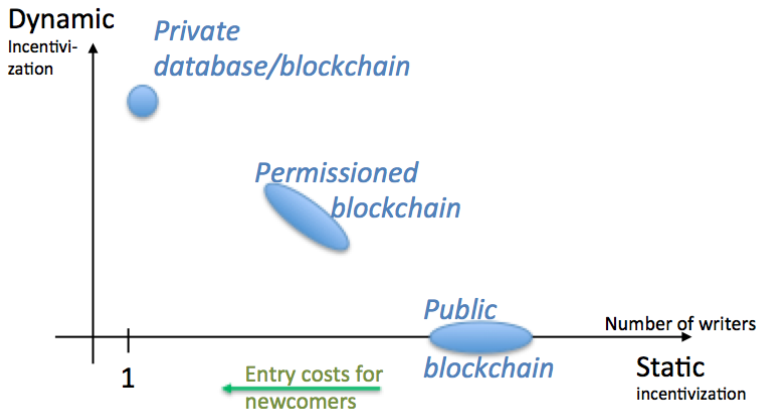 Dynamic
Incentivi-
zation
Private
database/blockchain
Permissioned
blockchain
Public
blockchain
Number of writers
1
Entry costs for
newcomers
Static
incentivization